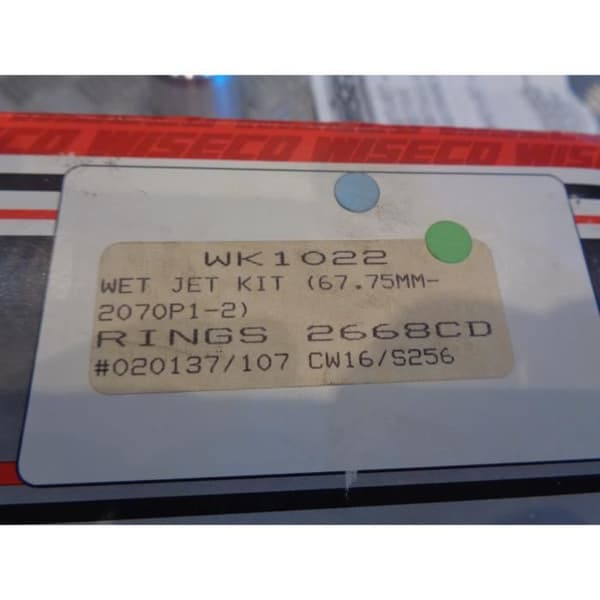 WISECO WISECO WISECO
WK1022
WET JET KIT (67.75MM-
2070P1-2)
RINGS 2668CD
#020137/107 CW16/S256